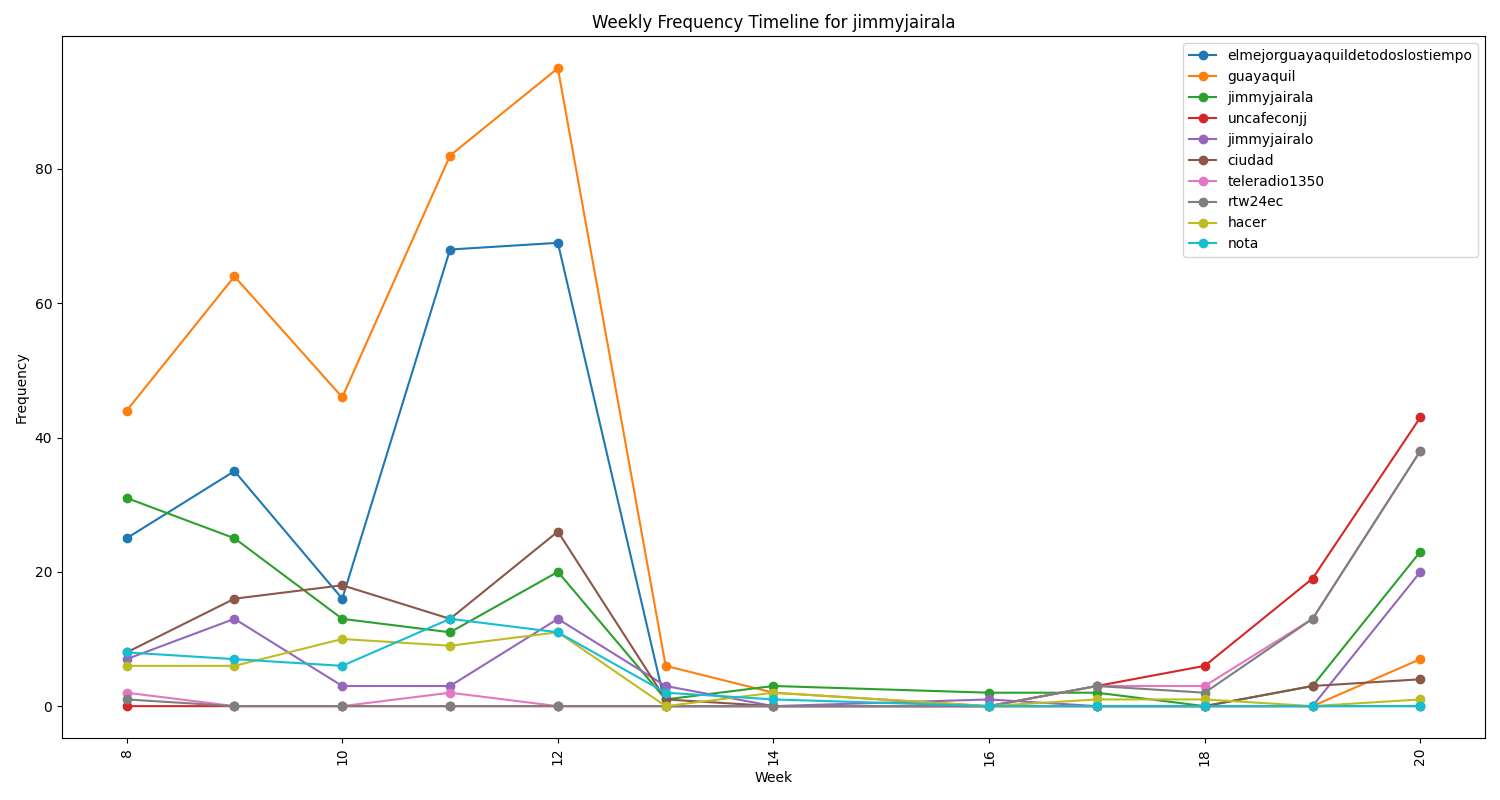 Weekly Frequency Timeline for jimmyjairala
elmejorguayaquildetodoslostiempo
guayaquil
jimmyjairala
uncafeconjj
jimmyjairalo
ciudad
teleradio1350
rtw24ec
hacer
nota
Frequency
80
60
40
20
0
8
10
12
14
16
18
20
Week